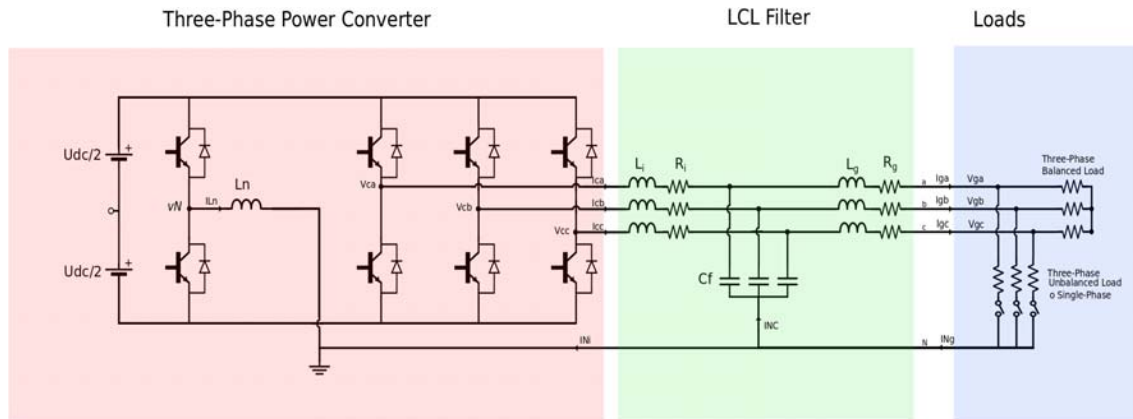 Three-Phase Power Converter
LCL Filter
Loads
Udc/2
+
Ln
vN
ILn
Udc/2
+
Vca
Vcb
Vcc
Ica
Icb
Icc
Li
Ri
Lg
Rg
Cf
INC
INi
a
b
c
N
Iga
Igb
Igc
INg
Vga
Vgb
Vgc
Three-Phase
Balanced Load
Three-Phase
Unbalanced Load
o Single-Phase